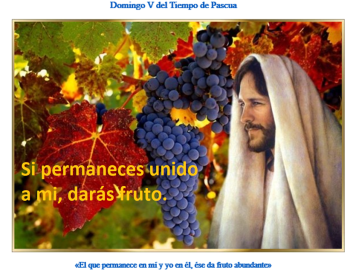 Domingo V del Tiempo de Pascua
Si permaneces unido
a mi, darás fruto.
«El que permanece en mí y yo en él, ése da fruto abundante»